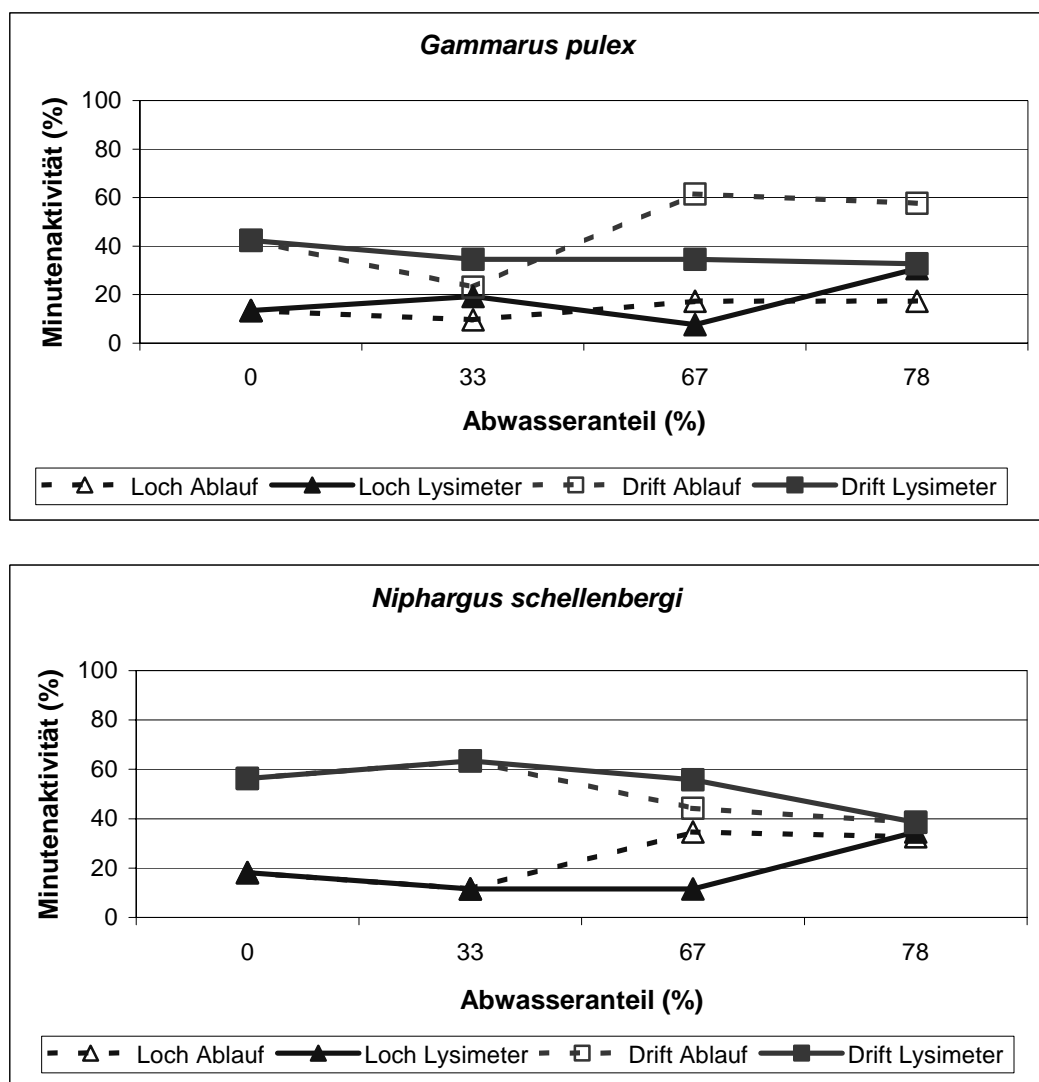 Gammarus pulex
Minutenaktivität (%)
100
80
60
40
20
0
0 33 67 78
Abwasseranteil (%)
Loch Ablauf Loch Lysimeter Drift Ablauf Drift Lysimeter
Niphargus schellenbergi
Minutenaktivität (%)
100
80
60
40
20
0
0 33 67 78
Abwasseranteil (%)
Loch Ablauf Loch Lysimeter Drift Ablauf Drift Lysimeter